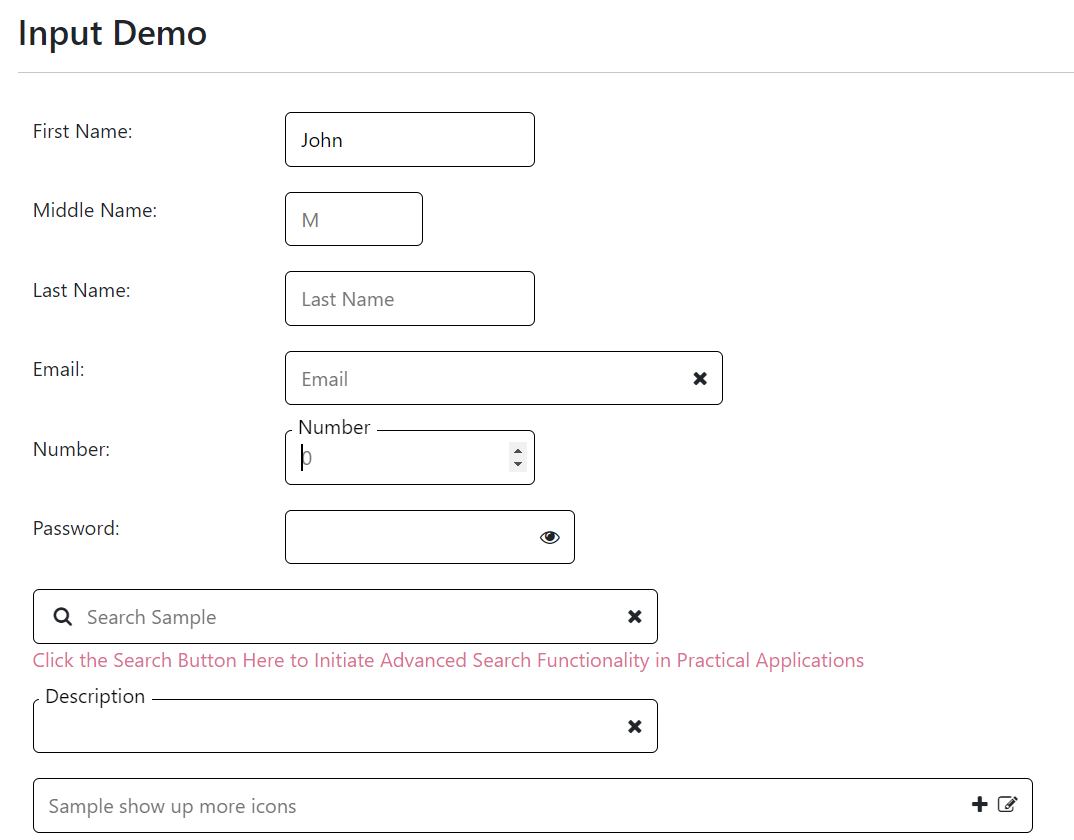 Input Demo
First Name:
John
Middle Name:
M
Last Name:
Last Name
Email:
Email
Number:
Number
0
Password:
Search Sample
Click the Search Button Here to Initiate Advanced Search Functionality in Practical Applications
Description
Sample show up more icons